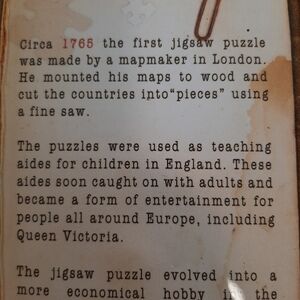 Circa 1765 the first jigsaw puzzle
was made by a mapmaker in London.
He mounted his maps to wood and
cut the countries into“pieces” using
a fine saw.
The puzzles were used as teaching
aides for children in England. These
aides soon caught on with adults and
became a form of entertainment for
people all around Europe, including
Queen Victoria.
The jigsaw puzzle evolved into a
more economical hobby in the